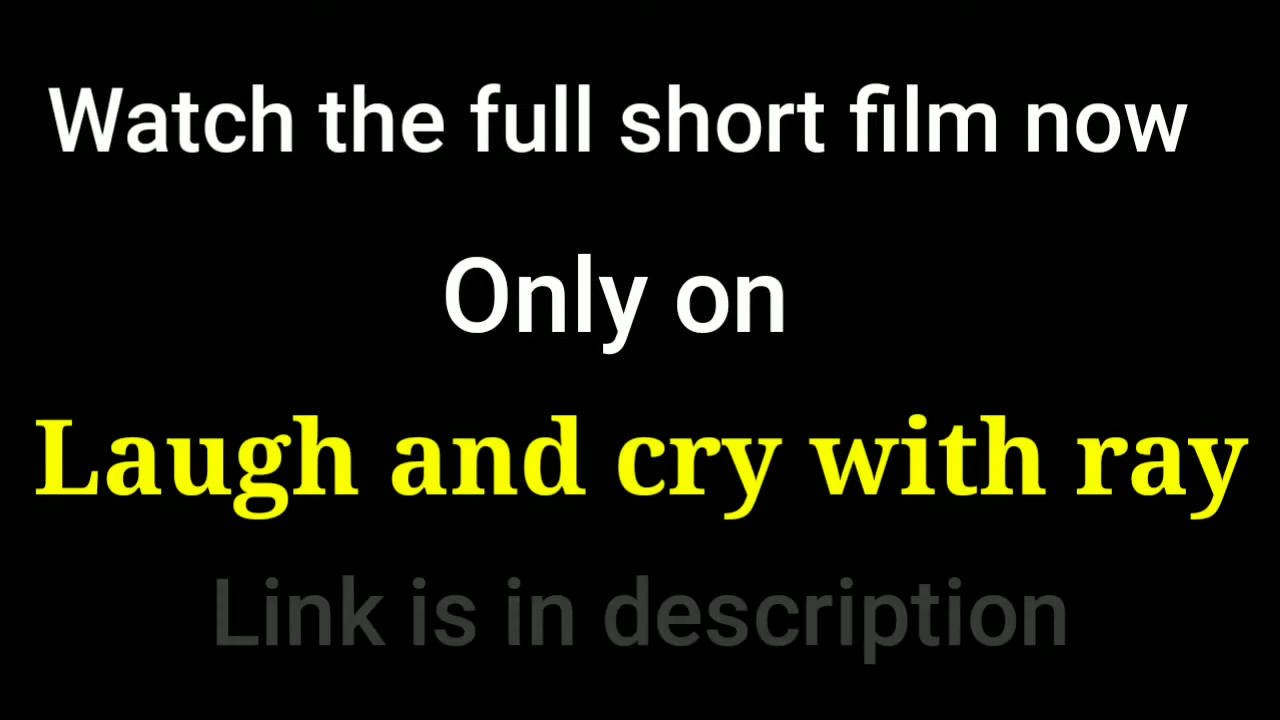 Watch the full short film now
Only on
Laugh and cry with ray
Link is in description